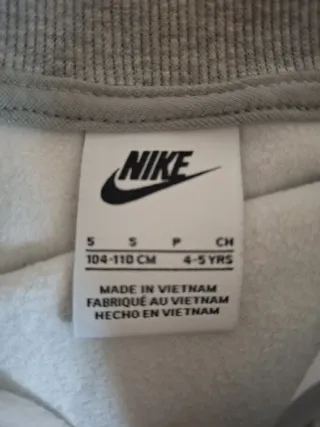 NIKE
S S P CH
104-110 CM 4-5 YRS
MADE IN VIETNAM
FABRIQUÉ AU VIETNAM
HECHO EN VIETNAM